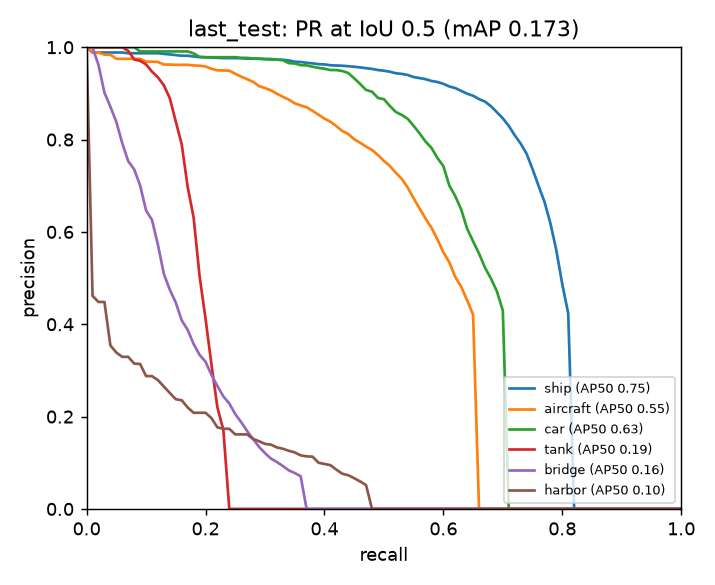 last_test: PR at IoU 0.5 (mAP 0.173)
1.0
0.8
0.6
0.4
0.2
0.0
precision
ship (AP50 0.75)
aircraft (AP50 0.55)
car (AP50 0.63)
tank (AP50 0.19)
bridge (AP50 0.16)
harbor (AP50 0.10)
0.0 0.2 0.4 0.6 0.8 1.0
recall